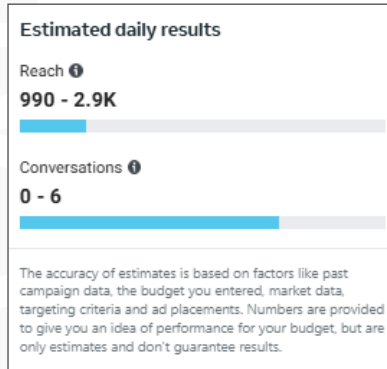 Estimated daily results
Reach
990 - 2.9K
Conversations
0 - 6
The accuracy of estimates is based on factors like past
campaign data, the budget you entered, market data,
targeting criteria and ad placements. Numbers are provided
to give you an idea of performance for your budget, but are
only estimates and don't guarantee results.